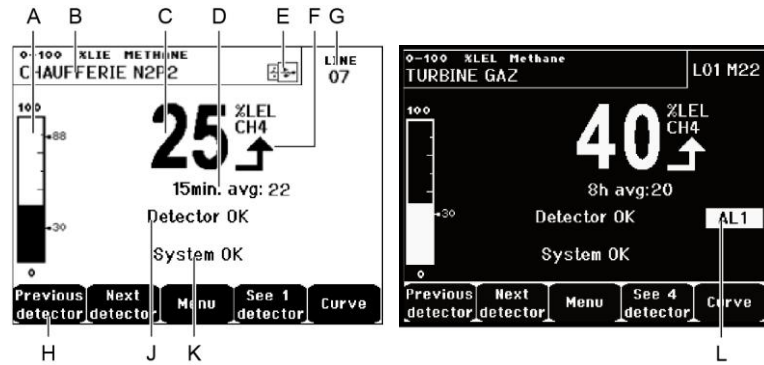 A B C D E F G
0-100 %LIE METHANE
CHAUFFERIE N2P2
LINE
07
100
88
30
0
25
%LEL
CH4
15min. avg: 22
Detector OK
System OK
Previous detector
Next detector
Menu
See 1 detector
Curve
H J K
0-100 %LEL Methane
TURBINE GAZ
L01 M22
100
30
0
40
%LEL
CH4
8h avg:20
Detector OK
AL1
System OK
Previous detector
Next detector
Menu
See 4 detector
Curve
L